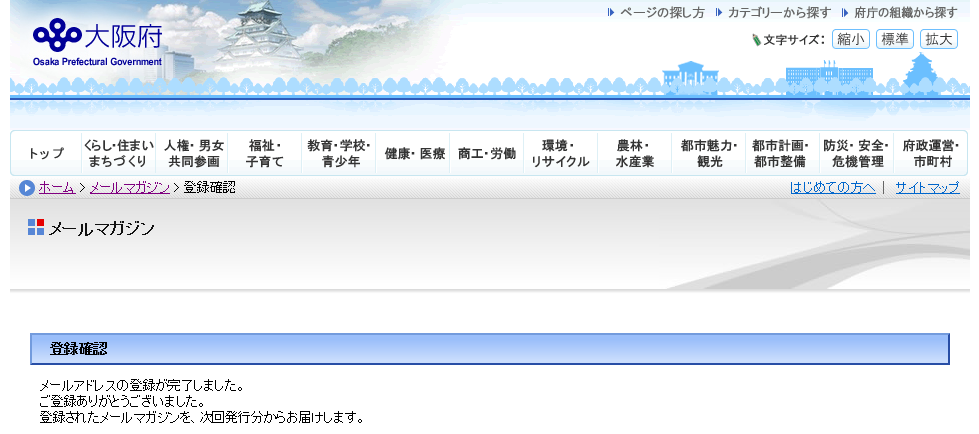 ページの探し方 カテゴリーから探す 府庁の組織から探す
大阪府
Osaka Prefectural Government
文字サイズ： 縮小 標準 拡大
トップ くらし・住まい まちづくり 人権・男女 共同参画 福祉・ 子育て 教育・学校・ 青少年 健康・医療 商工・労働 環境・ リサイクル 農林・ 水産業 都市魅力・ 観光 都市計画・ 都市整備 防災・安全・ 危機管理 府政運営・ 市町村
ホーム > メールマガジン > 登録確認 はじめての方へ | サイトマップ
メールマガジン
登録確認
メールアドレスの登録が完了しました。
ご登録ありがとうございました。
登録されたメールマガジンを、次回発行分からお届けします。